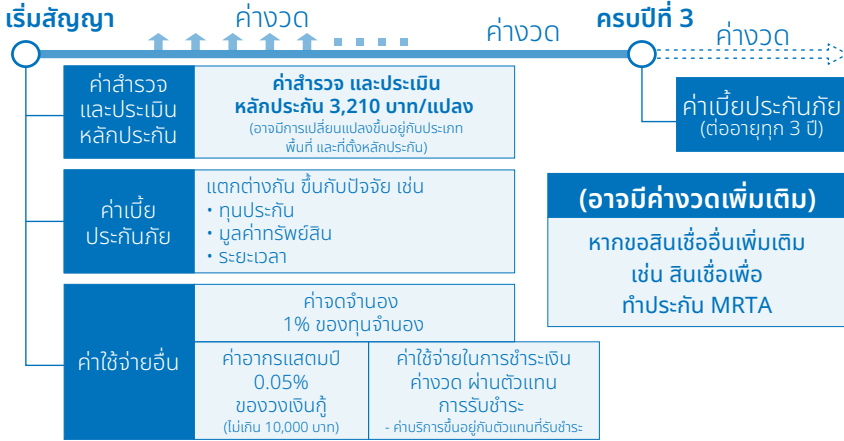 เริ่มสัญญา
ค่างวด
ค่างวด
ครบปีที่ 3
ค่างวด
ค่าสำรวจ
และประเมิน
หลักประกัน
ค่าสำรวจ และประเมิน
หลักประกัน 3,210 บาท/แปลง
(อาจมีการเปลี่ยนแปลงขึ้นอยู่กับประเภท
พื้นที่ และที่ตั้งหลักประกัน)
ค่าเบี้ยประกันภัย
(ต่ออายุทุก 3 ปี)
ค่าเบี้ย
ประกันภัย
แตกต่างกัน ขึ้นกับปัจจัย เช่น
• ทุนประกัน
• มูลค่าทรัพย์สิน
• ระยะเวลา
(อาจมีค่างวดเพิ่มเติม)
หากขอสินเชื่ออื่นเพิ่มเติม
เช่น สินเชื่อเพื่อ
ทำประกัน MRTA
ค่าใช้จ่ายอื่น
ค่าจดจำนอง
1% ของทุนจำนอง
ค่าอากรแสตมป์
0.05%
ของวงเงินกู้
(ไม่เกิน 10,000 บาท)
ค่าใช้จ่ายในการชำระเงิน
ค่างวด ผ่านตัวแทน
การรับชำระ
- ค่าบริการขึ้นอยู่กับตัวแทนที่รับชำระ